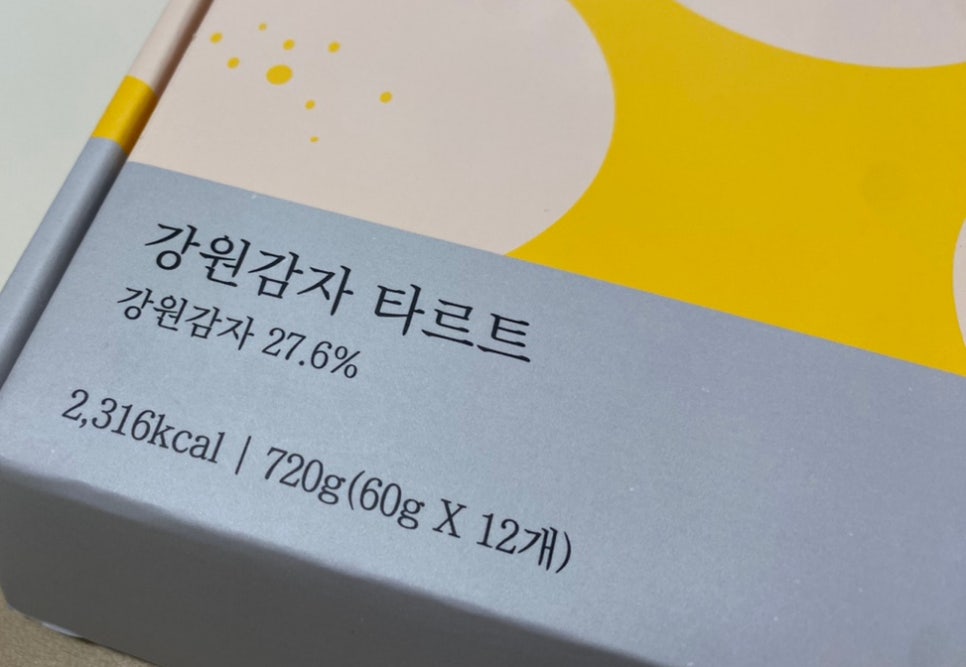 강원감자 타르트
강원감자 27.6%
2,316kcal | 720g(60g X 12개)